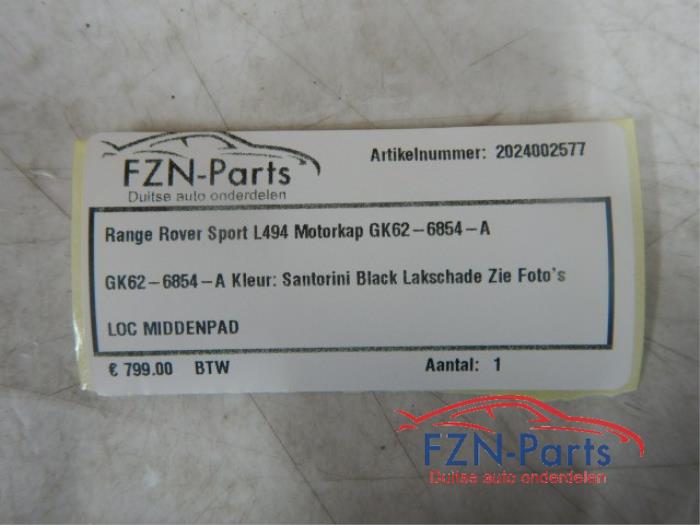 FZN-Parts
Duitse auto onderdelen
Artikelnummer: 2024002577
Range Rover Sport L494 Motorkap GK62-6854-A
GK62-6854-A Kleur: Santorini Black Lakschade Zie Foto's
LOC MIDDENPAD
€ 799.00 BTW
Aantal: 1
FZN-Parts
Duitse auto onderdelen